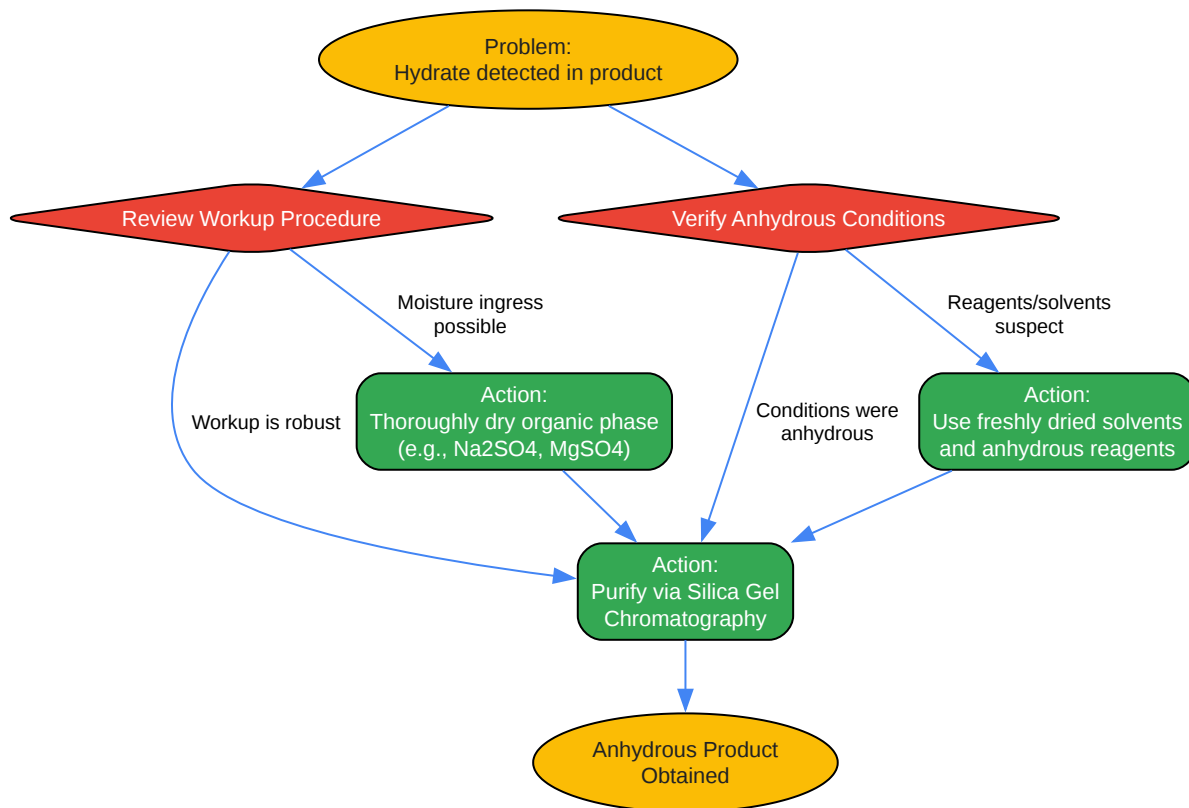 Problem:
Hydrate detected in product
Review Workup Procedure
Verify Anhydrous Conditions
Moisture ingress
possible
Reagents/solvents
suspect
Action:
Thoroughly dry organic phase
(e.g., Na2SO4, MgSO4)
Workup is robust
Conditions were
anhydrous
Action:
Use freshly dried solvents
and anhydrous reagents
Action:
Purify via Silica Gel
Chromatography
Anhydrous Product
Obtained